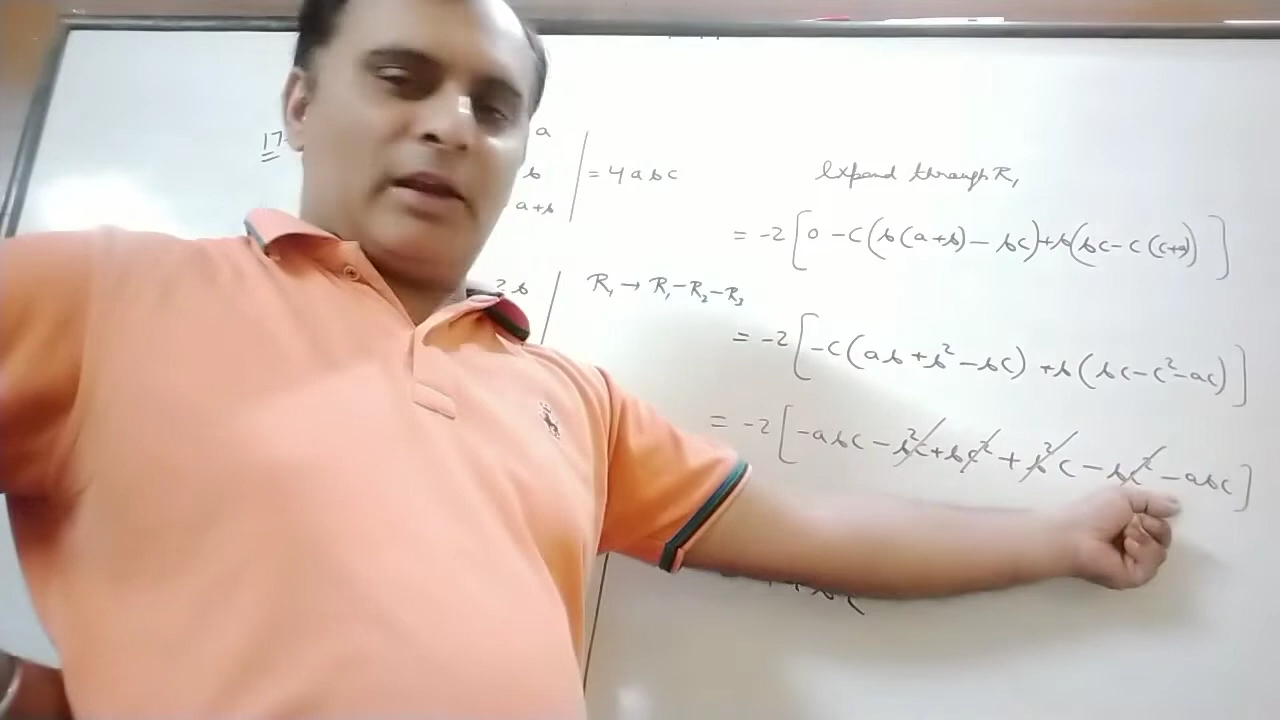 17.
a
b
a+b
= 4abc
2b
R₁ → R₁-R₂-R₃
Expand through R₁
= -2[0 -c(b(a+b)-bc)+b(bc-c(c+a))]
= -2[-c(ab+b²-bc) +b(bc-c²-ac)]
= -2[-abc-b²c+bc²+b²c-bc²-abc]